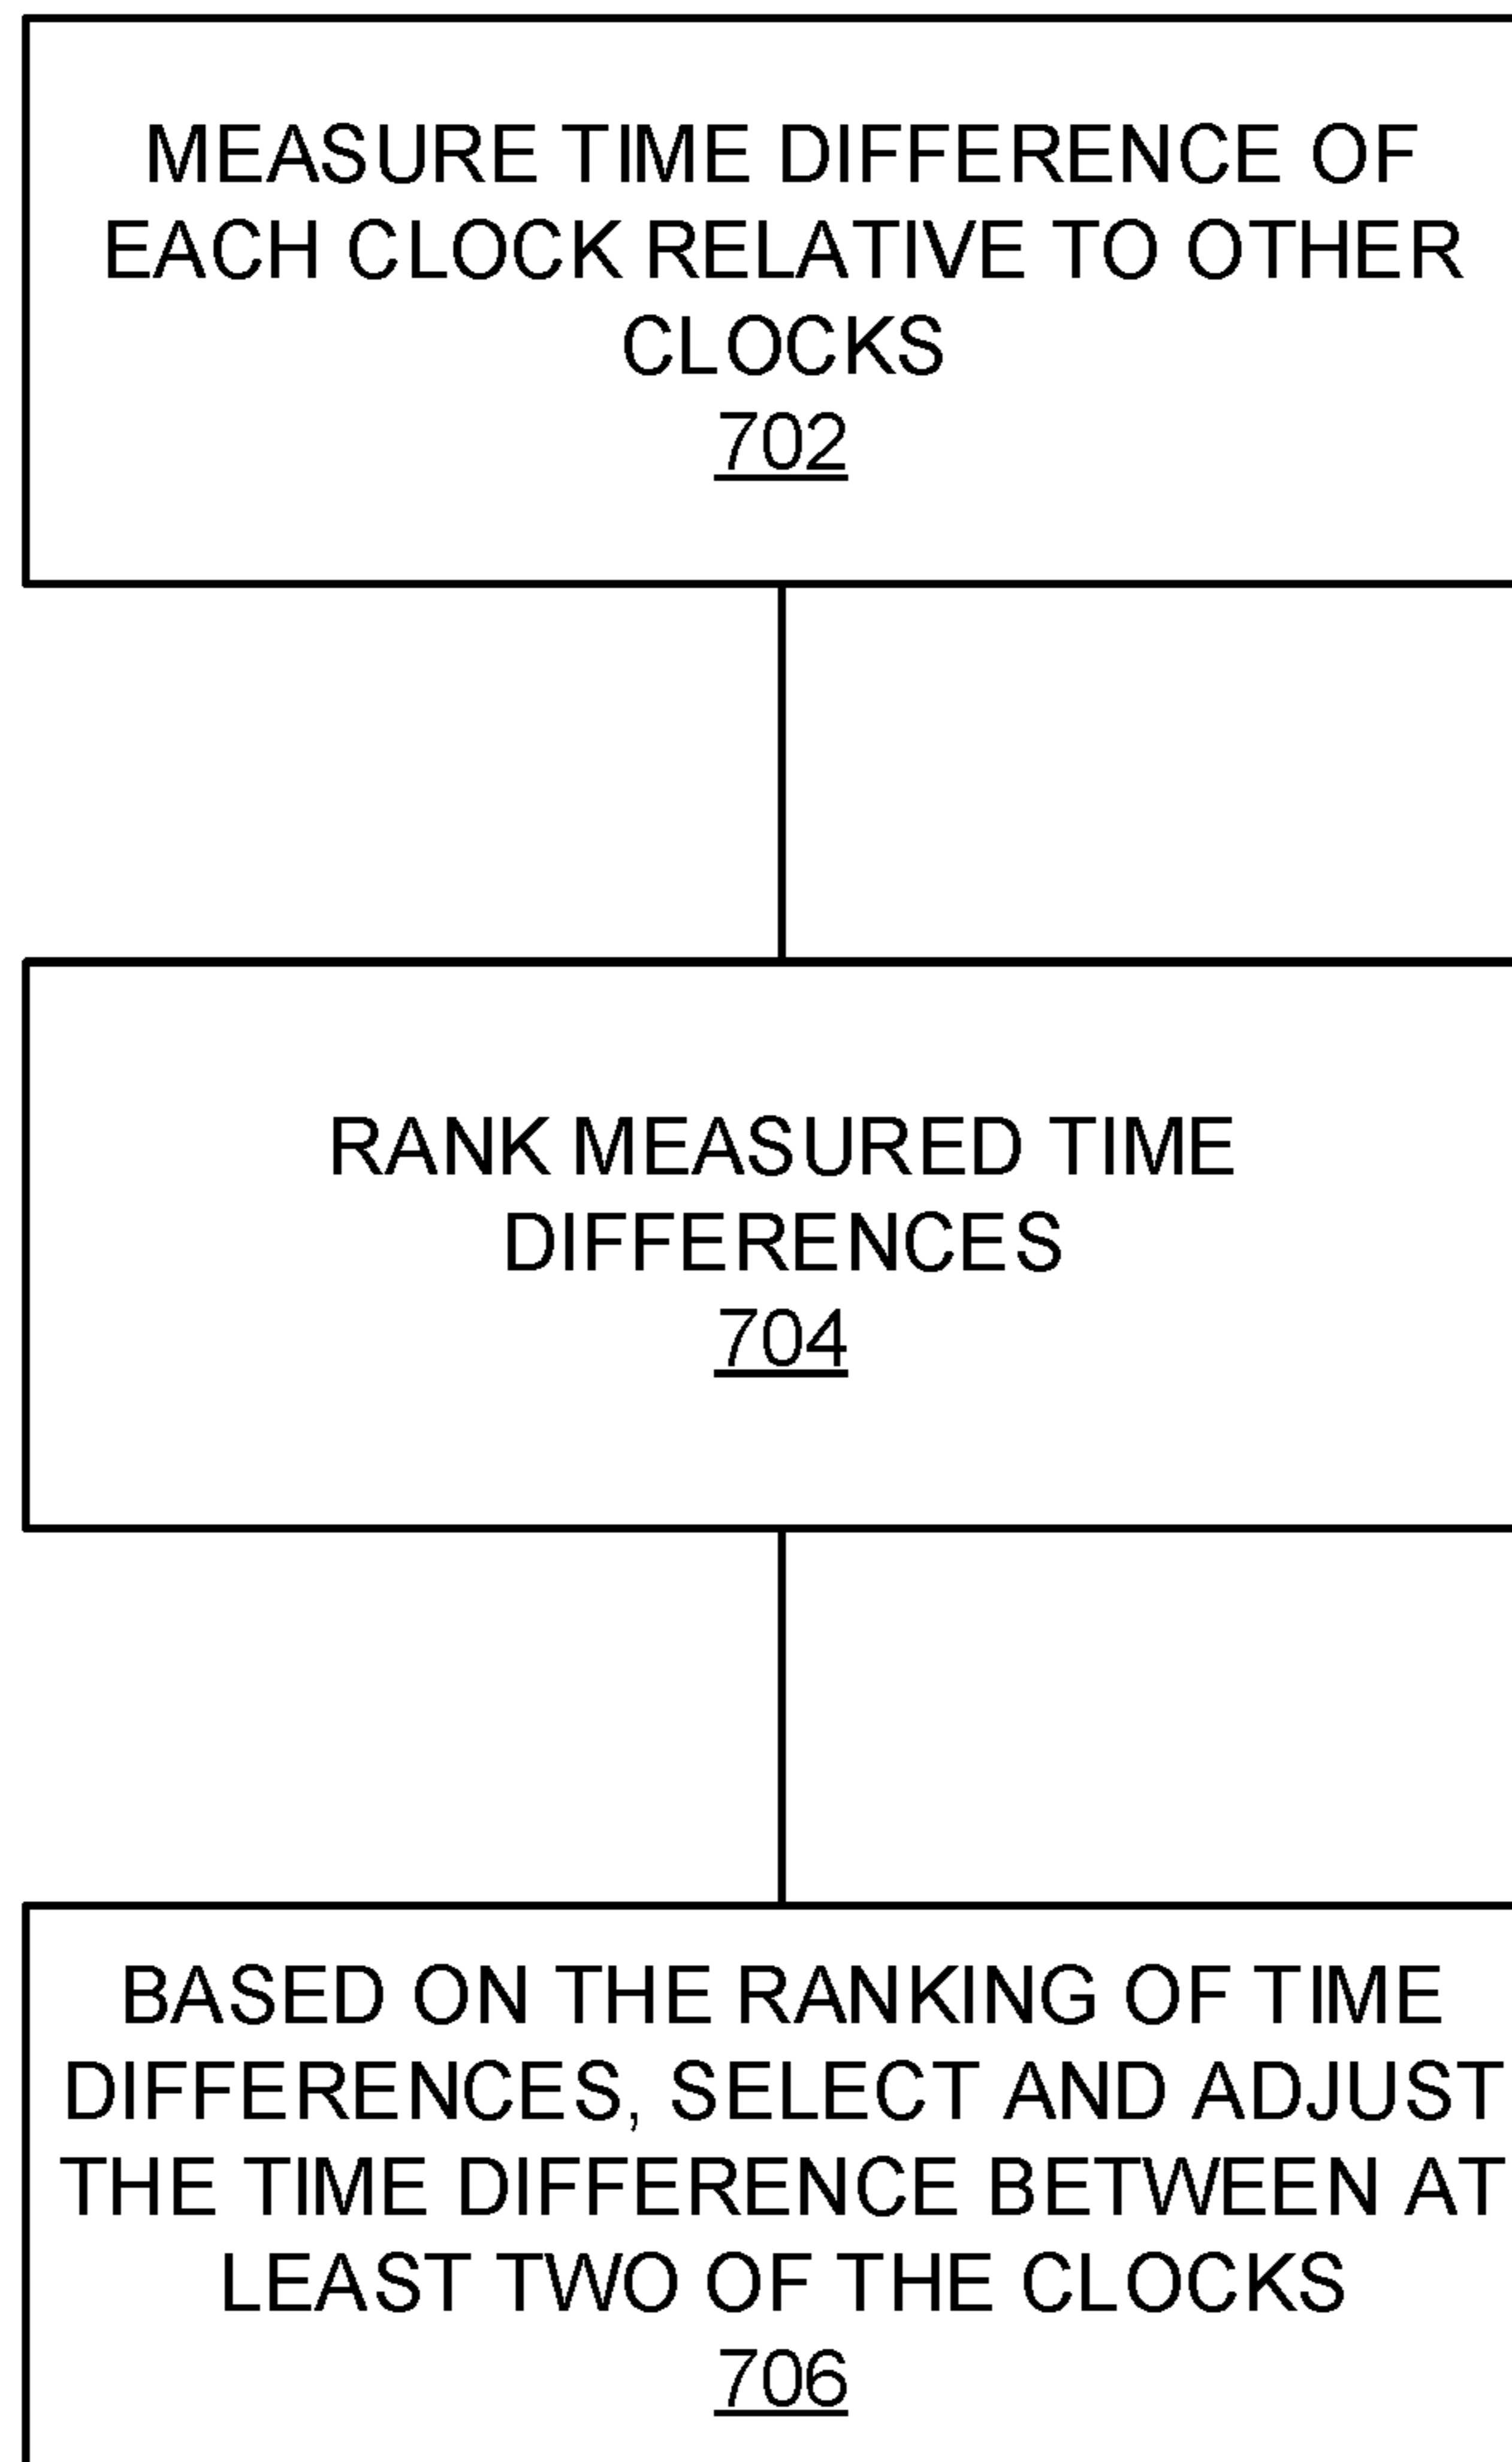 MEASURE TIME DIFFERENCE OF
EACH CLOCK RELATIVE TO OTHER
CLOCKS
702
RANK MEASURED TIME
DIFFERENCES
704
BASED ON THE RANKING OF TIME
DIFFERENCES, SELECT AND ADJUST
THE TIME DIFFERENCE BETWEEN AT
LEAST TWO OF THE CLOCKS
706